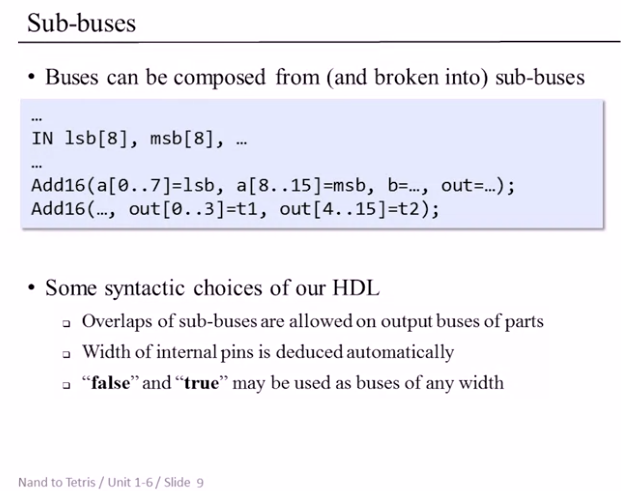 Sub-buses
• Buses can be composed from (and broken into) sub-buses
…
IN lsb[8], msb[8], …
…
Add16(a[0..7]=lsb, a[8..15]=msb, b=…, out=…);
Add16(…, out[0..3]=t1, out[4..15]=t2);
• Some syntactic choices of our HDL
❑ Overlaps of sub-buses are allowed on output buses of parts
❑ Width of internal pins is deduced automatically
❑ “false” and “true” may be used as buses of any width
Nand to Tetris / Unit 1-6 / Slide 9